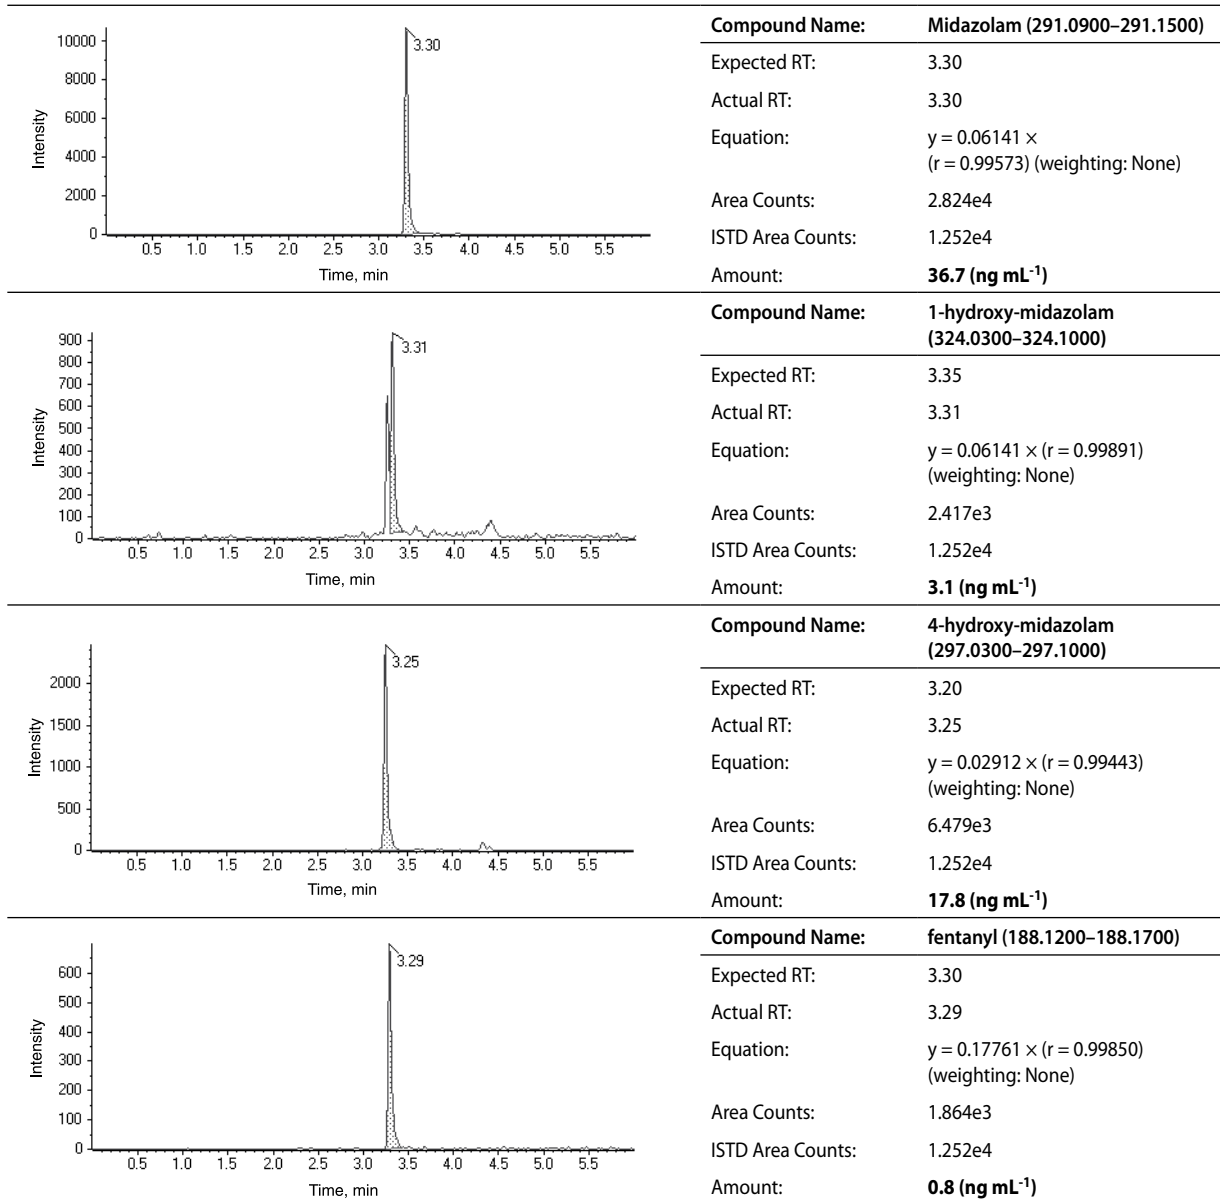 10000
8000
6000
4000
2000
0
Intensity
3.30
0.5 1.0 1.5 2.0 2.5 3.0 3.5 4.0 4.5 5.0 5.5
Time, min
Compound Name: Midazolam (291.0900–291.1500)
Expected RT: 3.30
Actual RT: 3.30
Equation: y = 0.06141 ×
(r = 0.99573) (weighting: None)
Area Counts: 2.824e4
ISTD Area Counts: 1.252e4
Amount: 36.7 (ng mL-1)
900
800
700
600
500
400
300
200
100
0
Intensity
3.31
0.5 1.0 1.5 2.0 2.5 3.0 3.5 4.0 4.5 5.0 5.5
Time, min
Compound Name: 1-hydroxy-midazolam
(324.0300–324.1000)
Expected RT: 3.35
Actual RT: 3.31
Equation: y = 0.06141 × (r = 0.99891)
(weighting: None)
Area Counts: 2.417e3
ISTD Area Counts: 1.252e4
Amount: 3.1 (ng mL-1)
2000
1500
1000
500
0
Intensity
3.25
0.5 1.0 1.5 2.0 2.5 3.0 3.5 4.0 4.5 5.0 5.5
Time, min
Compound Name: 4-hydroxy-midazolam
(297.0300–297.1000)
Expected RT: 3.20
Actual RT: 3.25
Equation: y = 0.02912 × (r = 0.99443)
(weighting: None)
Area Counts: 6.479e3
ISTD Area Counts: 1.252e4
Amount: 17.8 (ng mL-1)
600
500
400
300
200
100
0
Intensity
3.29
0.5 1.0 1.5 2.0 2.5 3.0 3.5 4.0 4.5 5.0 5.5
Time, min
Compound Name: fentanyl (188.1200–188.1700)
Expected RT: 3.30
Actual RT: 3.29
Equation: y = 0.17761 × (r = 0.99850)
(weighting: None)
Area Counts: 1.864e3
ISTD Area Counts: 1.252e4
Amount: 0.8 (ng mL-1)